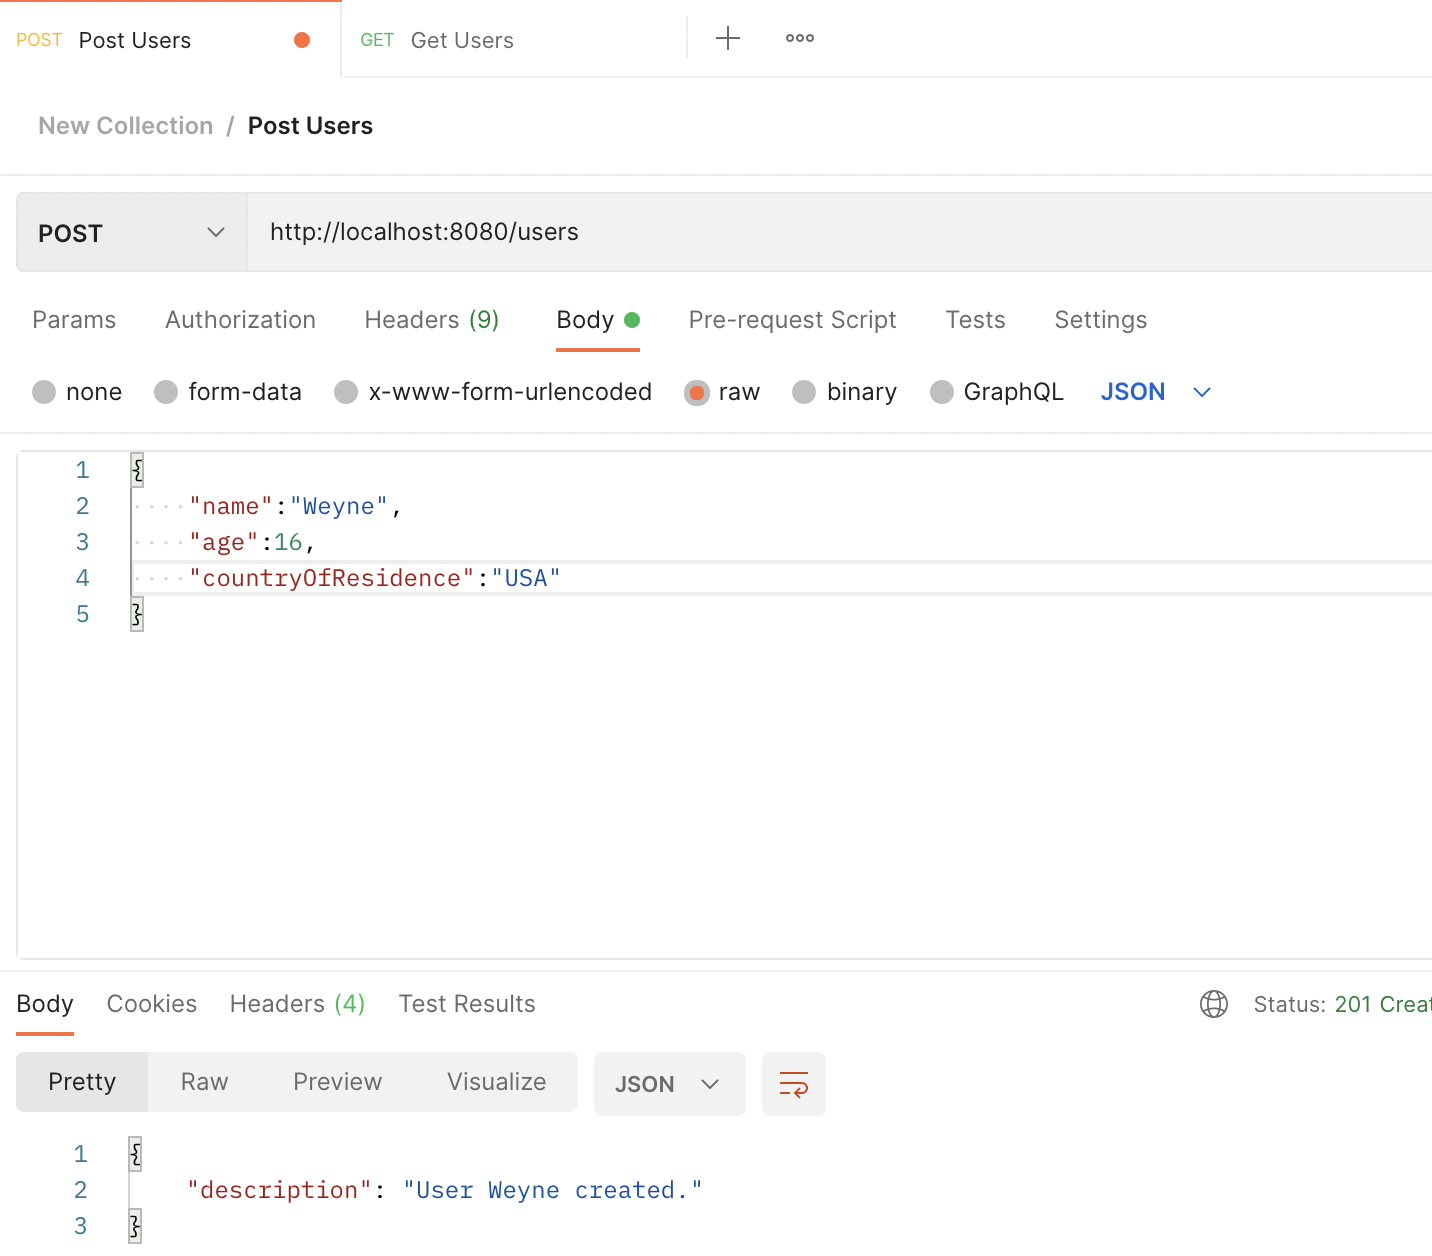 POST Post Users GET Get Users
New Collection / Post Users
POST http://localhost:8080/users
Params Authorization Headers (9) Body Pre-request Script Tests Settings
none form-data x-www-form-urlencoded raw binary GraphQL JSON
1 {
2 "name":"Weyne",
3 "age":16,
4 "countryOfResidence":"USA"
5 }
Body Cookies Headers (4) Test Results Status: 201 Creat
Pretty Raw Preview Visualize JSON
1 {
2 "description": "User Weyne created."
3 }